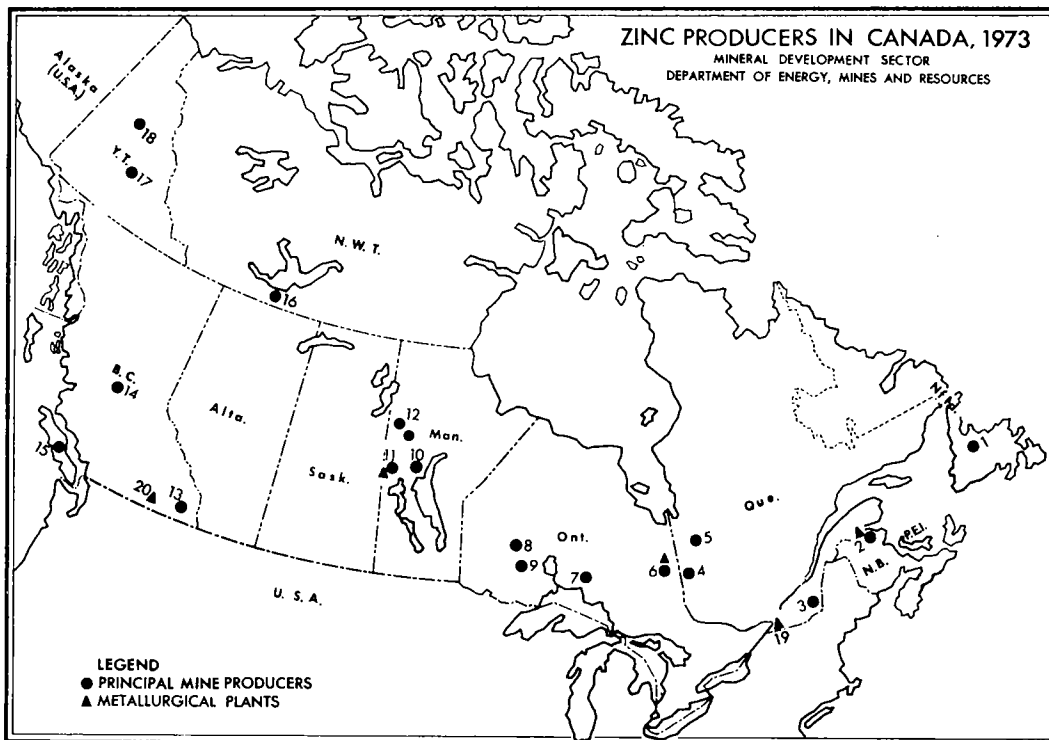 ZINC PRODUCERS IN CANADA, 1973
MINERAL DEVELOPMENT SECTOR
DEPARTMENT OF ENERGY, MINES AND RESOURCES
Alaska
(U.S.A.)
18
Y. T.
17
N. W. T.
16
B. C.
14
Alta.
12
Man.
15
11
10
Sask.
20
13
Nfld.
1
Que.
5
Ont.
8
9
7
6
4
2
P.E.I.
N.B.
3
19
U. S. A.
LEGEND
PRINCIPAL MINE PRODUCERS
METALLURGICAL PLANTS